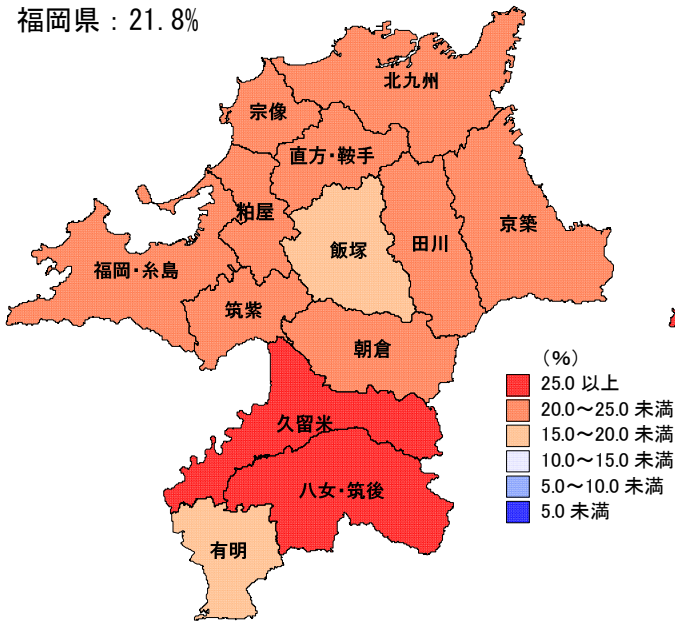 福岡県：21.8%
北九州
宗像
直方・鞍手
粕屋
京築
田川
飯塚
福岡・糸島
筑紫
朝倉
（%）
25.0 以上
20.0～25.0 未満
久留米
15.0～20.0 未満
10.0～15.0 未満
八女・筑後
5.0～10.0 未満
5.0 未満
有明